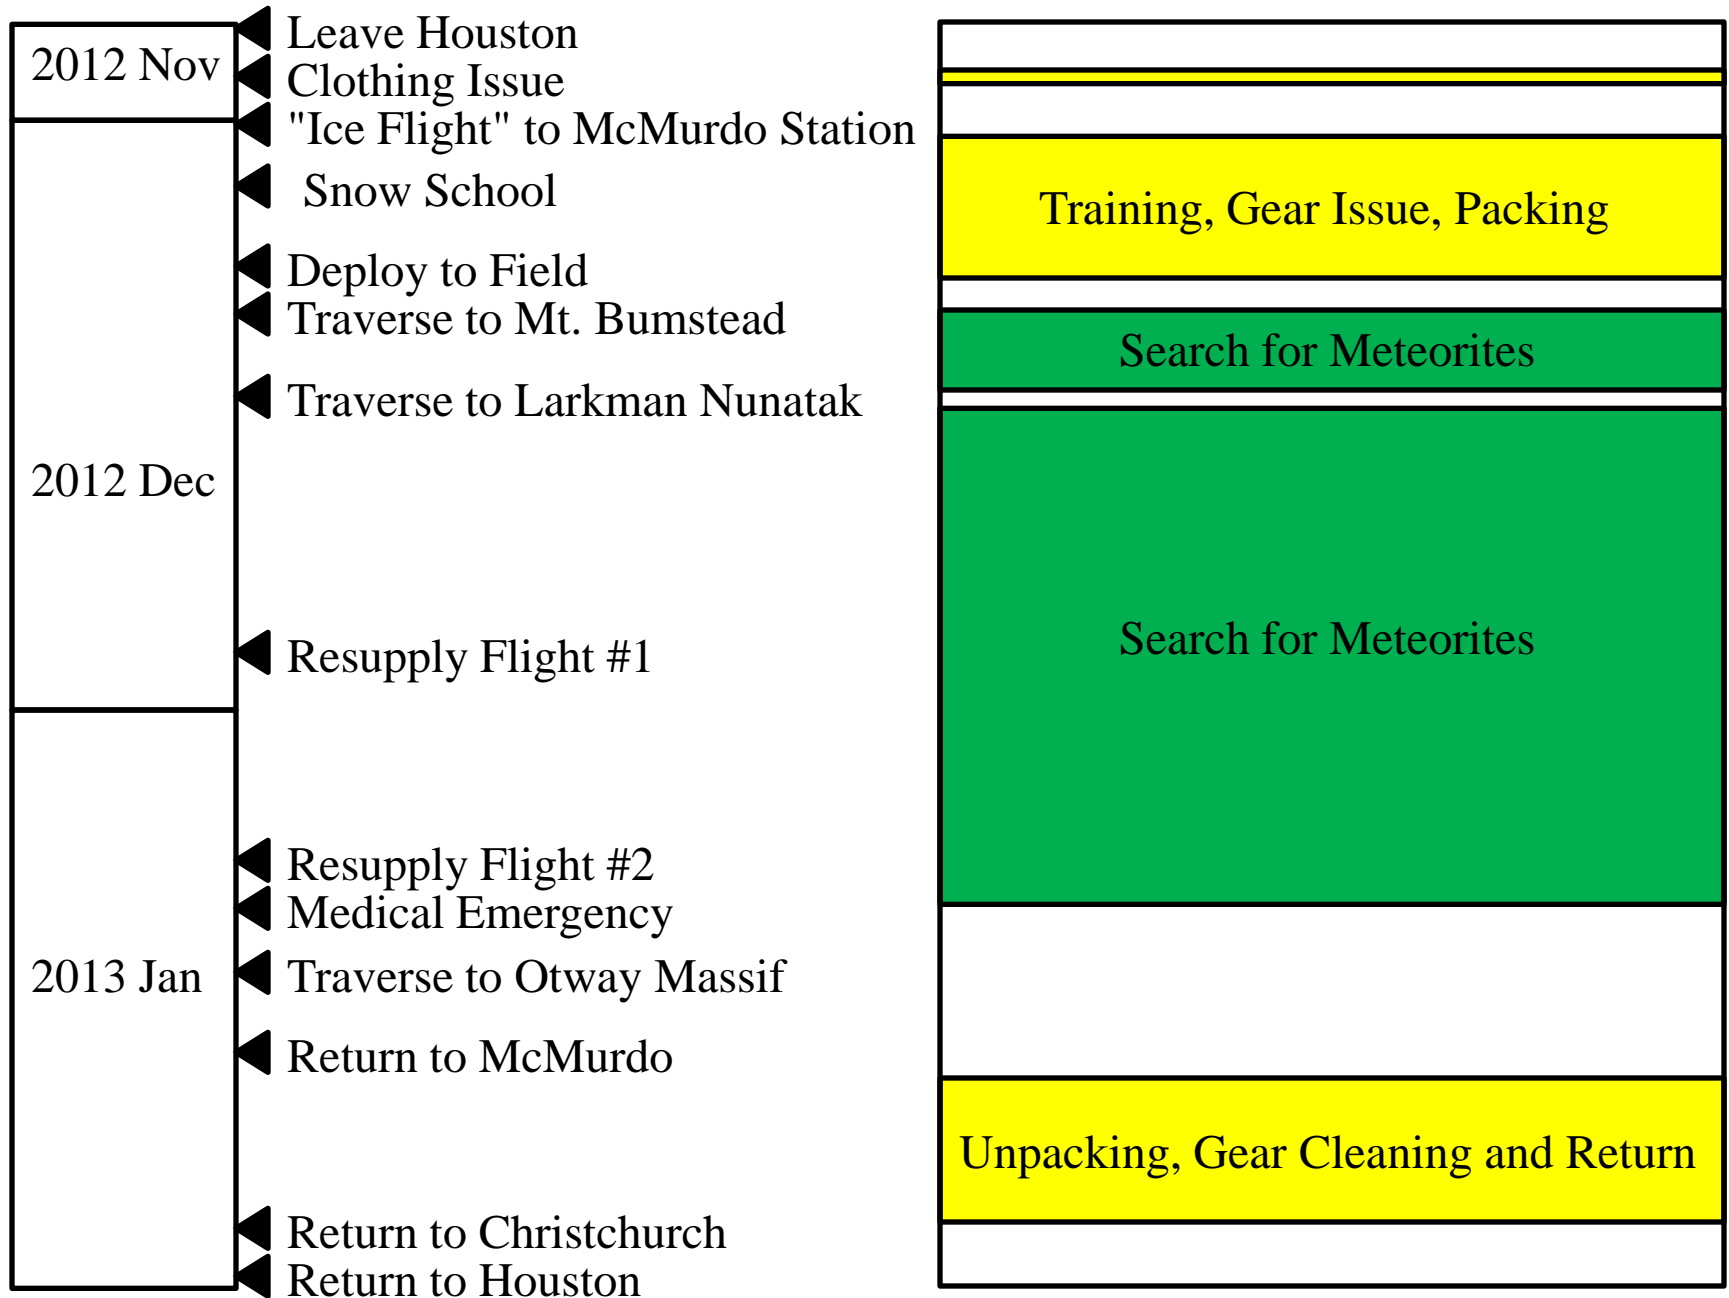 2012 Nov
2012 Dec
2013 Jan
Leave Houston
Clothing Issue
"Ice Flight" to McMurdo Station
Snow School
Deploy to Field
Traverse to Mt. Bumstead
Traverse to Larkman Nunatak
Resupply Flight #1
Resupply Flight #2
Medical Emergency
Traverse to Otway Massif
Return to McMurdo
Return to Christchurch
Return to Houston
Training, Gear Issue, Packing
Search for Meteorites
Search for Meteorites
Unpacking, Gear Cleaning and Return